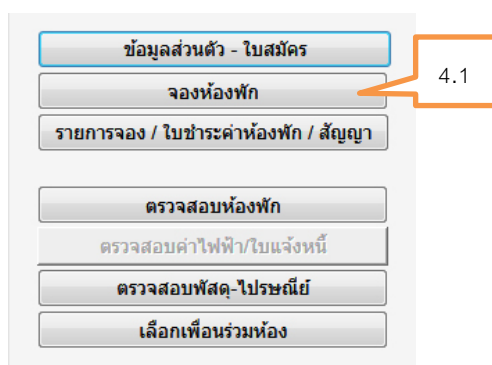 ข้อมูลส่วนตัว - ใบสมัคร
จองห้องพัก
4.1
รายการจอง / ใบชำระค่าห้องพัก / สัญญา
ตรวจสอบห้องพัก
ตรวจสอบค่าไฟฟ้า/ใบแจ้งหนี้
ตรวจสอบพัสดุ-ไปรษณีย์
เลือกเพื่อนร่วมห้อง